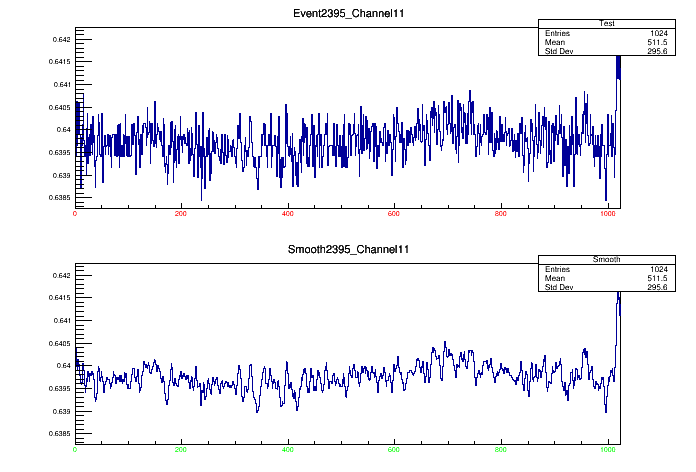 Event2395_Channel11
Test
Entries 1024
Mean 511.5
Std Dev 295.6
0.642
0.6415
0.641
0.6405
0.64
0.6395
0.639
0.6385
0 200 400 600 800 1000
Smooth2395_Channel11
Smooth
Entries 1024
Mean 511.5
Std Dev 295.6
0.642
0.6415
0.641
0.6405
0.64
0.6395
0.639
0.6385
0 200 400 600 800 1000